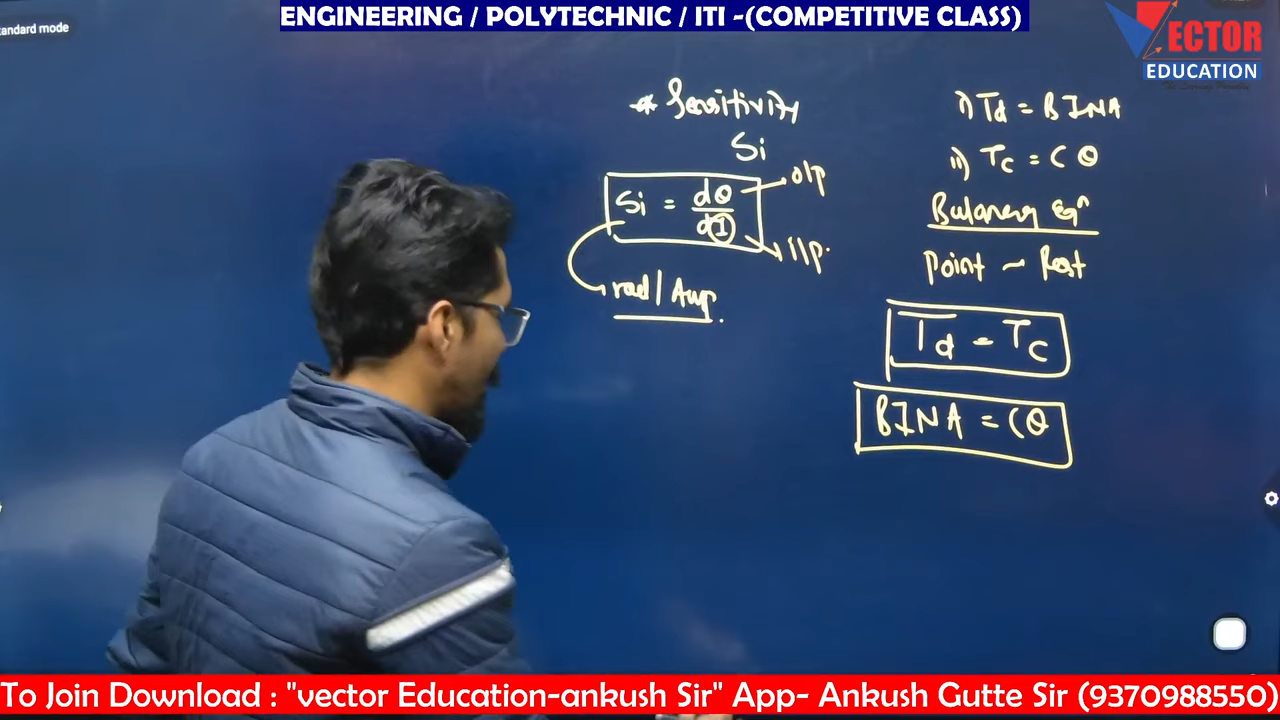 ENGINEERING / POLYTECHNIC / ITI -(COMPETITIVE CLASS)
tandard mode
VECTOR
EDUCATION
* Sensitivity
Si
Si = dθ/dI
o/p
i/p.
rad/Amp.
i) Td = BINA
ii) Tc = Cθ
Balancing Eqn
Point ~ Rest
Td = Tc
BINA = Cθ
To Join Download : "vector Education-ankush Sir" App- Ankush Gutte Sir (9370988550)